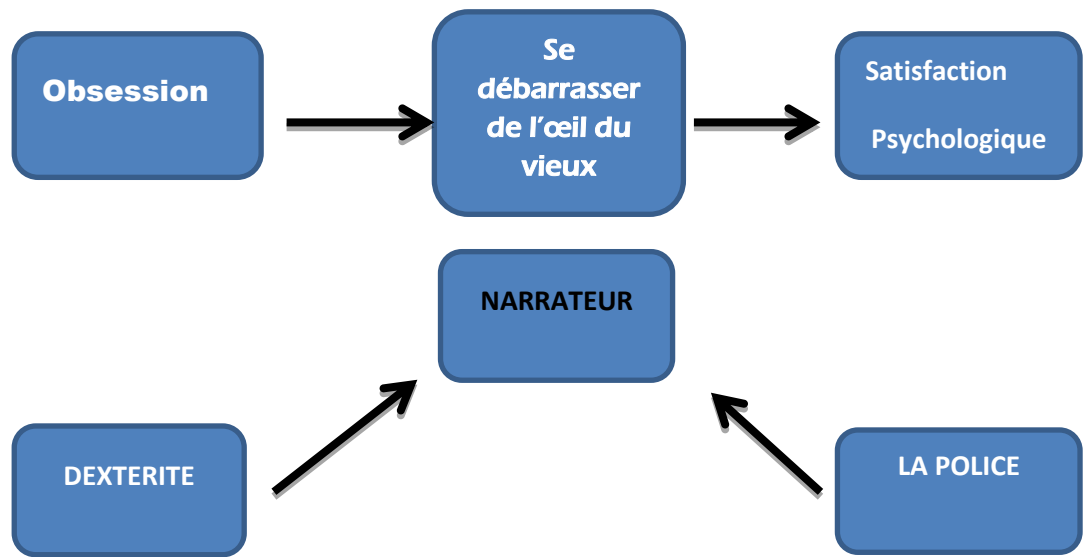 Obsession
Se
débarrasser
de l'œil du
vieux
Satisfaction
Psychologique
NARRATEUR
DEXTERITE
LA POLICE